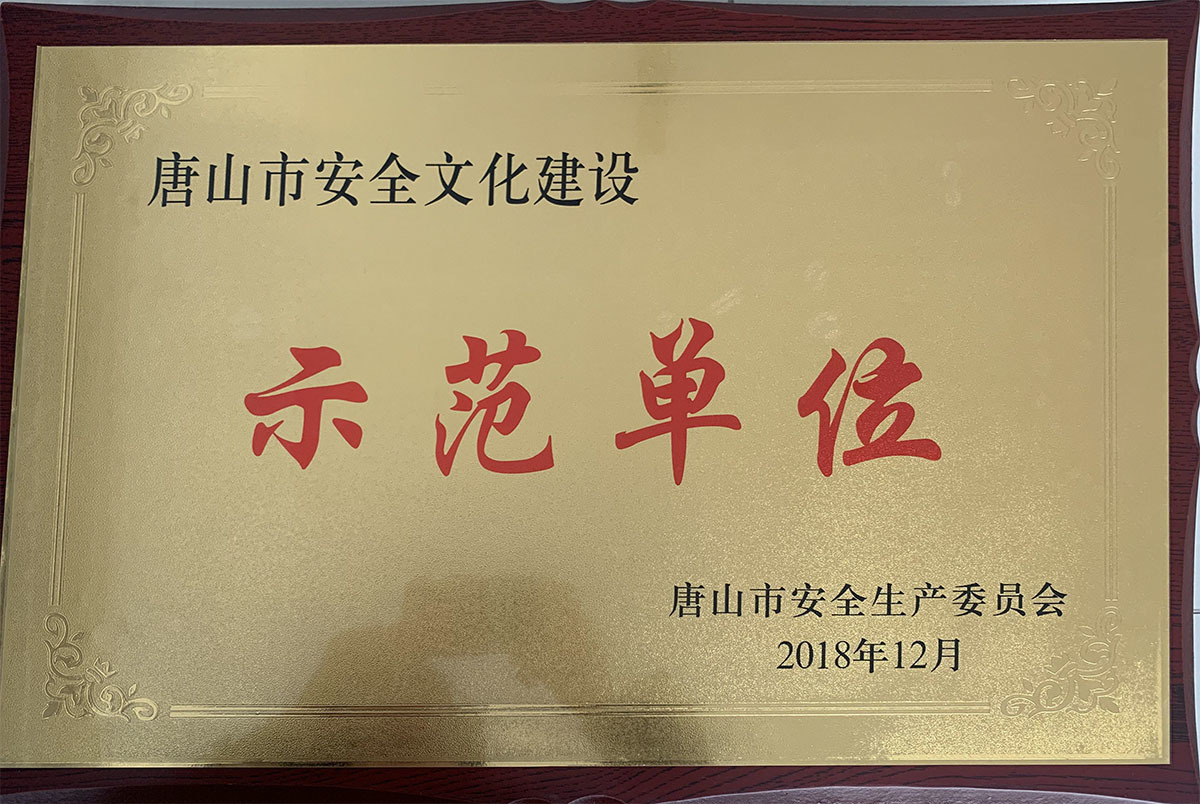 唐山市安全文化建设
示范单位
唐山市安全生产委员会
2018年12月